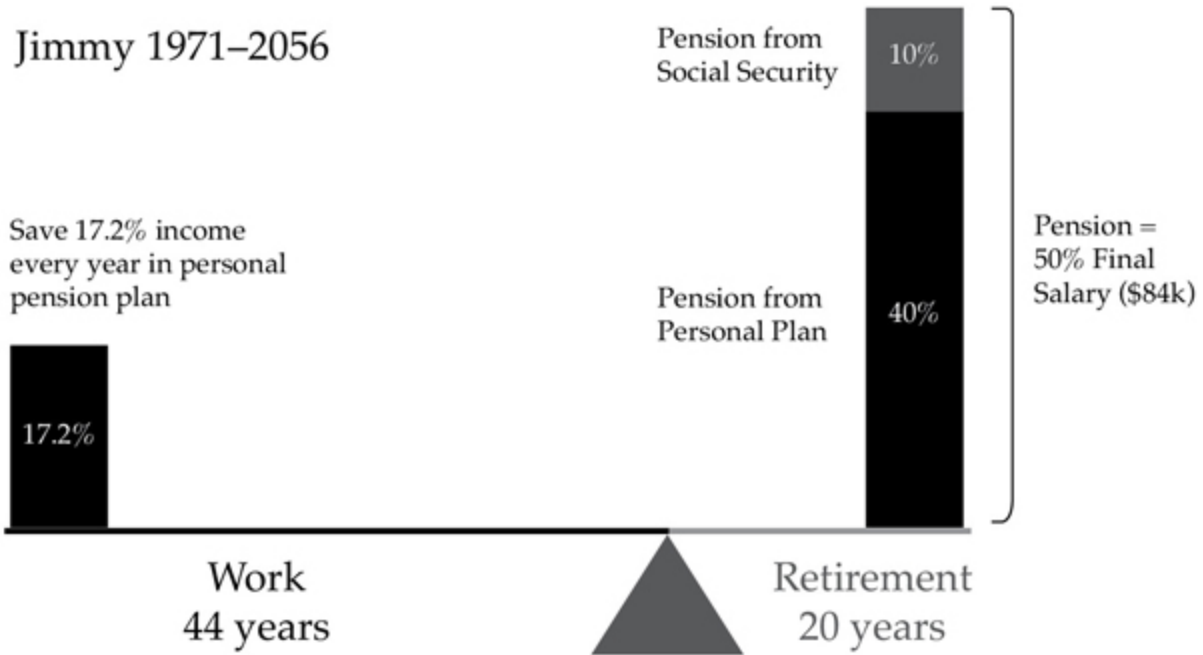 Jimmy 1971–2056
Pension from
Social Security
10%
Save 17.2% income
every year in personal
pension plan
Pension =
50% Final
Salary ($84k)
Pension from
Personal Plan
40%
17.2%
Work
44 years
Retirement
20 years